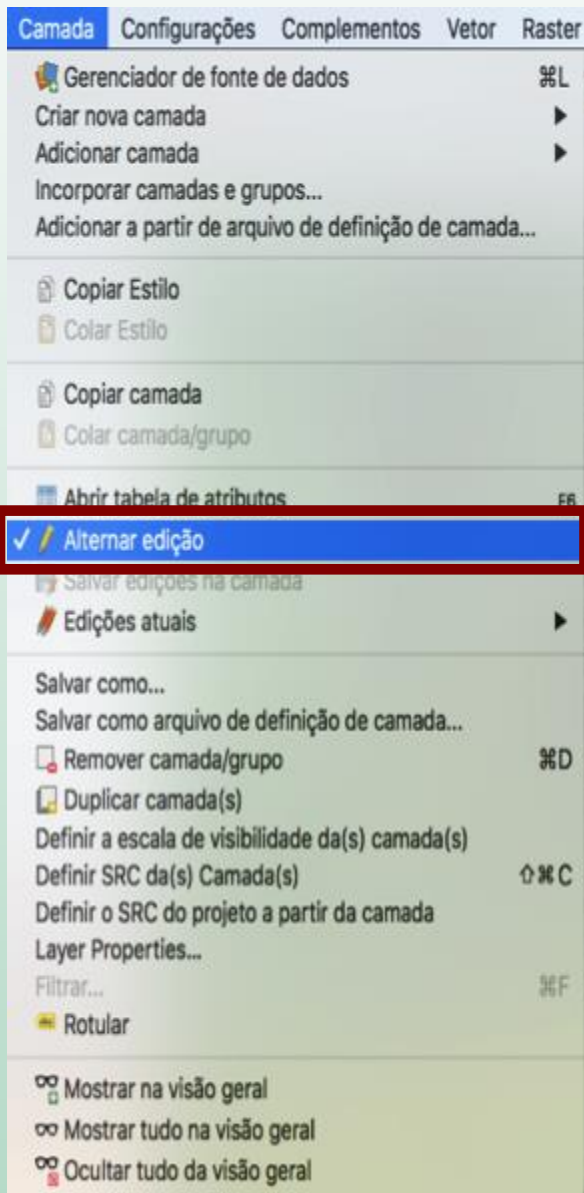 Camada Configurações Complementos Vetor Raster
Gerenciador de fonte de dados ⌘L
Criar nova camada ▶
Adicionar camada ▶
Incorporar camadas e grupos...
Adicionar a partir de arquivo de definição de camada...
Copiar Estilo
Colar Estilo
Copiar camada
Colar camada/grupo
Abrir tabela de atributos F6
✓ Alternar edição
Salvar edições na camada
Edições atuais ▶
Salvar como...
Salvar como arquivo de definição de camada...
Remover camada/grupo ⌘D
Duplicar camada(s)
Definir a escala de visibilidade da(s) camada(s)
Definir SRC da(s) Camada(s) ⇧⌘C
Definir o SRC do projeto a partir da camada
Layer Properties...
Filtrar... ⌘F
Rotular
Mostrar na visão geral
Mostrar tudo na visão geral
Ocultar tudo da visão geral